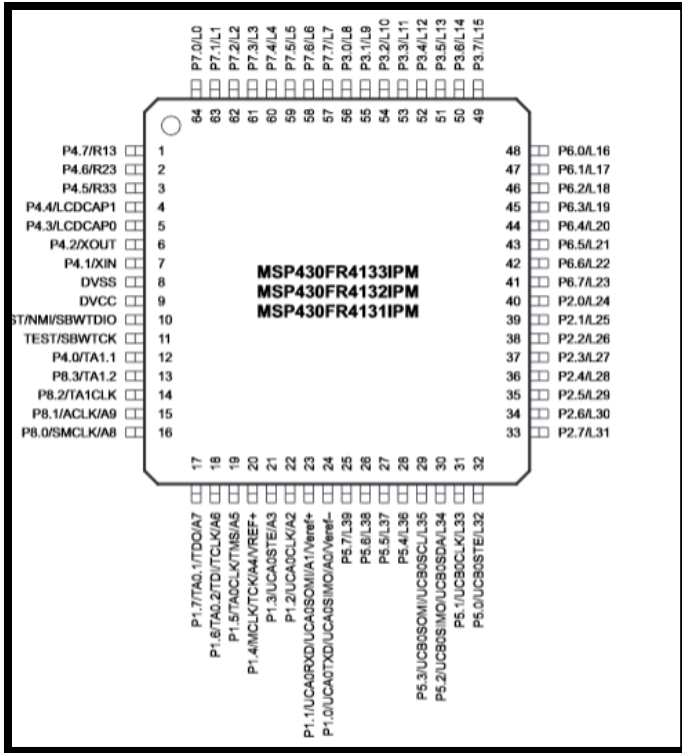 P7.0/L0
P7.1/L1
P7.2/L2
P7.3/L3
P7.4/L4
P7.5/L5
P7.6/L6
P7.7/L7
P3.0/L8
P3.1/L9
P3.2/L10
P3.3/L11
P3.4/L12
P3.5/L13
P3.6/L14
P3.7/L15
64 63 62 61 60 59 58 57 56 55 54 53 52 51 50 49
P4.7/R13 1
P4.6/R23 2
P4.5/R33 3
P4.4/LCDCAP1 4
P4.3/LCDCAP0 5
P4.2/XOUT 6
P4.1/XIN 7
DVSS 8
DVCC 9
ST/NMI/SBWTDIO 10
TEST/SBWTCK 11
P4.0/TA1.1 12
P8.3/TA1.2 13
P8.2/TA1CLK 14
P8.1/ACLK/A9 15
P8.0/SMCLK/A8 16
MSP430FR4133IPM
MSP430FR4132IPM
MSP430FR4131IPM
48 P6.0/L16
47 P6.1/L17
46 P6.2/L18
45 P6.3/L19
44 P6.4/L20
43 P6.5/L21
42 P6.6/L22
41 P6.7/L23
40 P2.0/L24
39 P2.1/L25
38 P2.2/L26
37 P2.3/L27
36 P2.4/L28
35 P2.5/L29
34 P2.6/L30
33 P2.7/L31
17 18 19 20 21 22 23 24 25 26 27 28 29 30 31 32
P1.7/TA0.1/TDO/A7
P1.6/TA0.2/TDI/TCLK/A6
P1.5/TA0CLK/TMS/A5
P1.4/MCLK/TCK/A4/VREF+
P1.3/UCA0STE/A3
P1.2/UCA0CLK/A2
P1.1/UCA0RXD/UCA0SOMI/A1/Veref+
P1.0/UCA0TXD/UCA0SIMO/A0/Veref–
P5.7/L39
P5.6/L38
P5.5/L37
P5.4/L36
P5.3/UCB0SOMI/UCB0SCL/L35
P5.2/UCB0SIMO/UCB0SDA/L34
P5.1/UCB0CLK/L33
P5.0/UCB0STE/L32